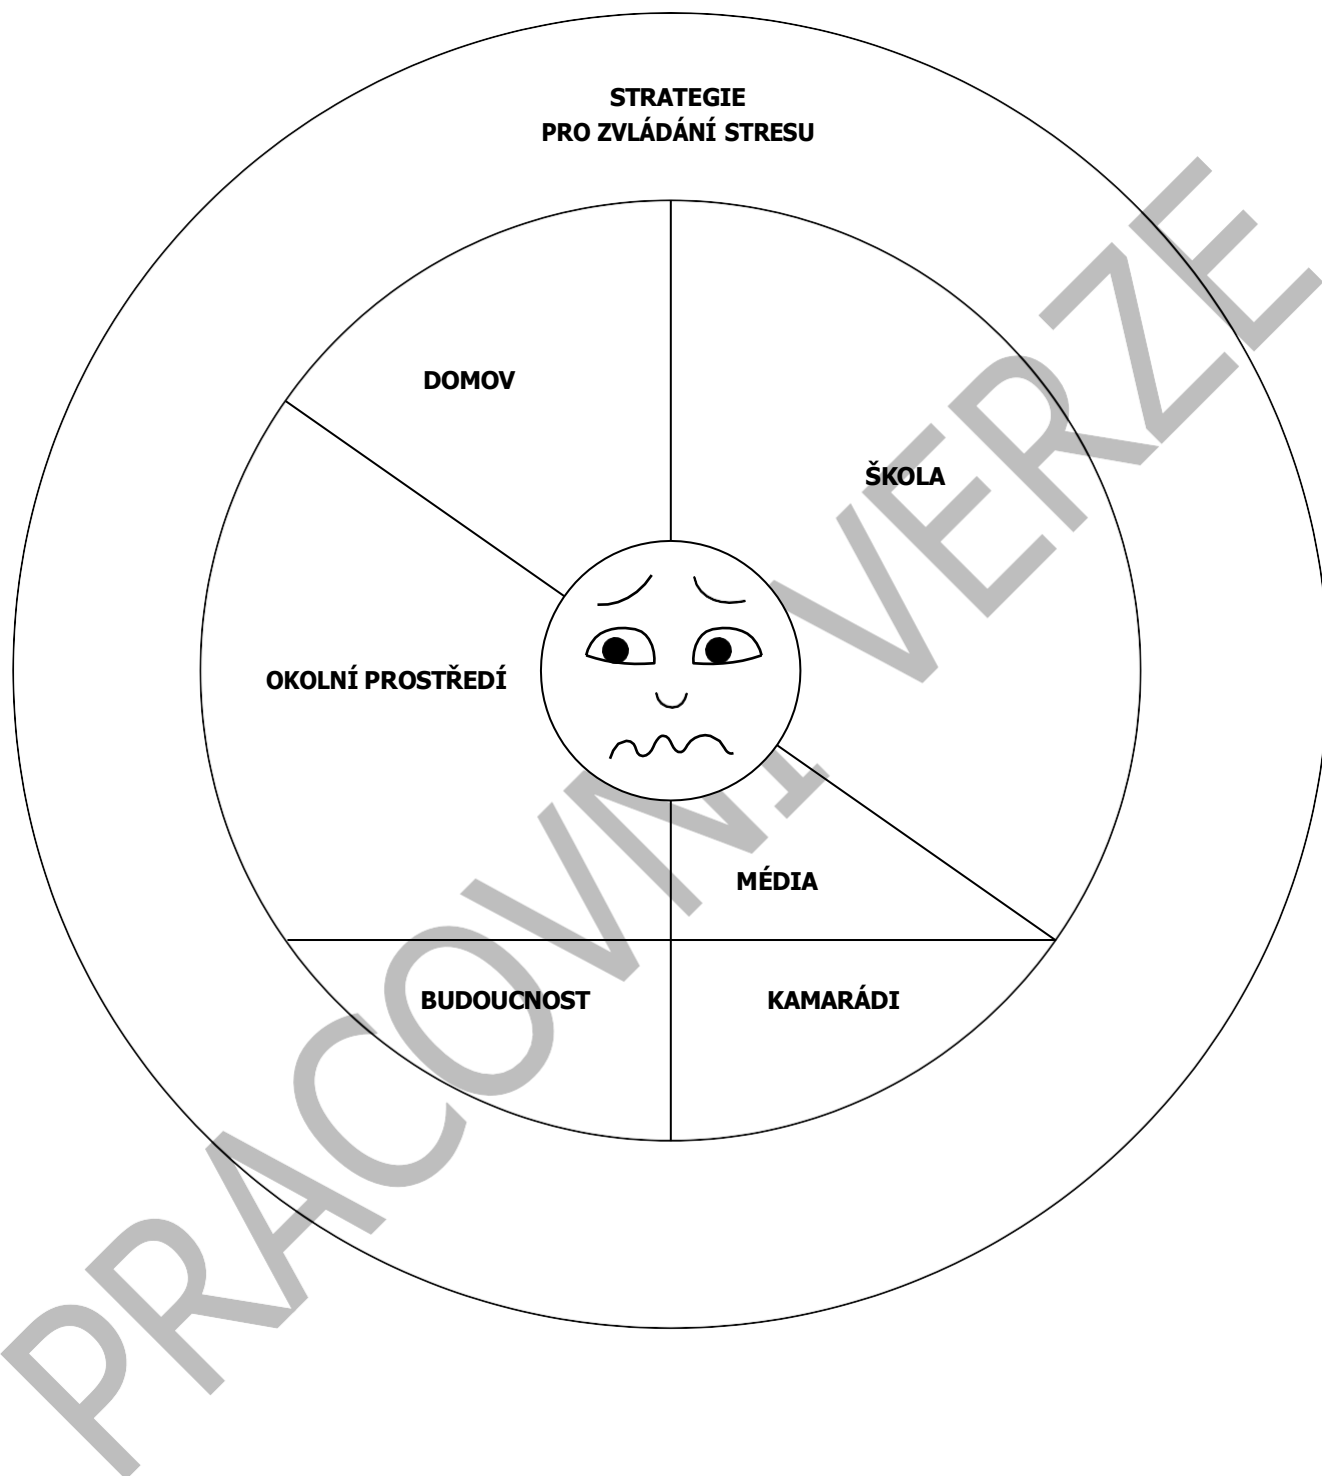 STRATEGIE
PRO ZVLÁDÁNÍ STRESU
DOMOV
ŠKOLA
OKOLNÍ PROSTŘEDÍ
MÉDIA
BUDOUCNOST
KAMARÁDI
PRACOVNÍ VERZE